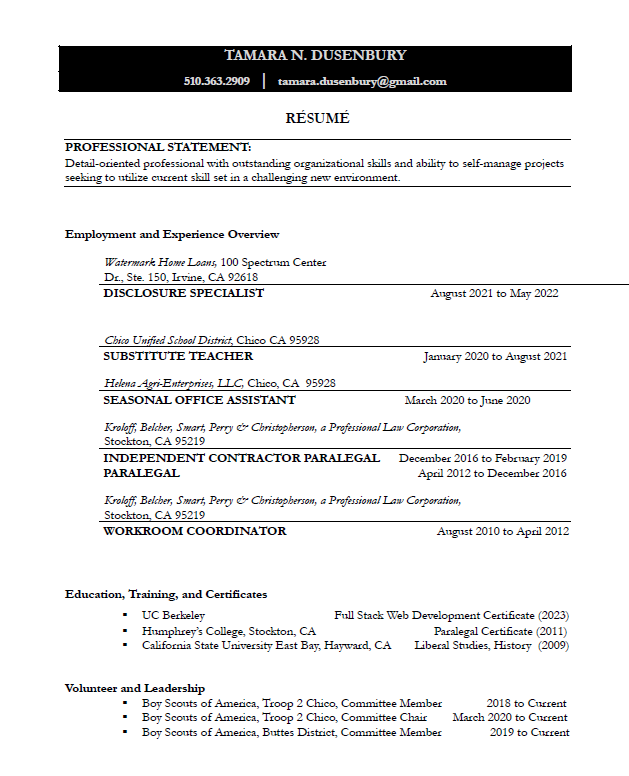 TAMARA N. DUSENBURY
510.363.2909 | tamara.dusenbury@gmail.com
RÉSUMÉ
PROFESSIONAL STATEMENT:
Detail-oriented professional with outstanding organizational skills and ability to self-manage projects
seeking to utilize current skill set in a challenging new environment.
Employment and Experience Overview
Watermark Home Loans, 100 Spectrum Center
Dr., Ste. 150, Irvine, CA 92618
DISCLOSURE SPECIALIST August 2021 to May 2022
Chico Unified School District, Chico CA 95928
SUBSTITUTE TEACHER January 2020 to August 2021
Helena Agri-Enterprises, LLC, Chico, CA 95928
SEASONAL OFFICE ASSISTANT March 2020 to June 2020
Kroloff, Belcher, Smart, Perry & Christopherson, a Professional Law Corporation,
Stockton, CA 95219
INDEPENDENT CONTRACTOR PARALEGAL December 2016 to February 2019
PARALEGAL April 2012 to December 2016
Kroloff, Belcher, Smart, Perry & Christopherson, a Professional Law Corporation,
Stockton, CA 95219
WORKROOM COORDINATOR August 2010 to April 2012
Education, Training, and Certificates
▪ UC Berkeley Full Stack Web Development Certificate (2023)
▪ Humphrey's College, Stockton, CA Paralegal Certificate (2011)
▪ California State University East Bay, Hayward, CA Liberal Studies, History (2009)
Volunteer and Leadership
▪ Boy Scouts of America, Troop 2 Chico, Committee Member 2018 to Current
▪ Boy Scouts of America, Troop 2 Chico, Committee Chair March 2020 to Current
▪ Boy Scouts of America, Buttes District, Committee Member 2019 to Current